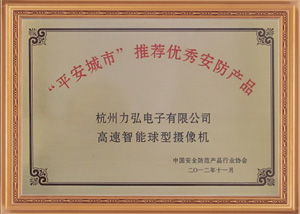 “平安城市”推荐优秀安防产品
杭州力弘电子有限公司
高速智能球型摄像机
中国安全防范产品行业协会
二〇一二年十一月